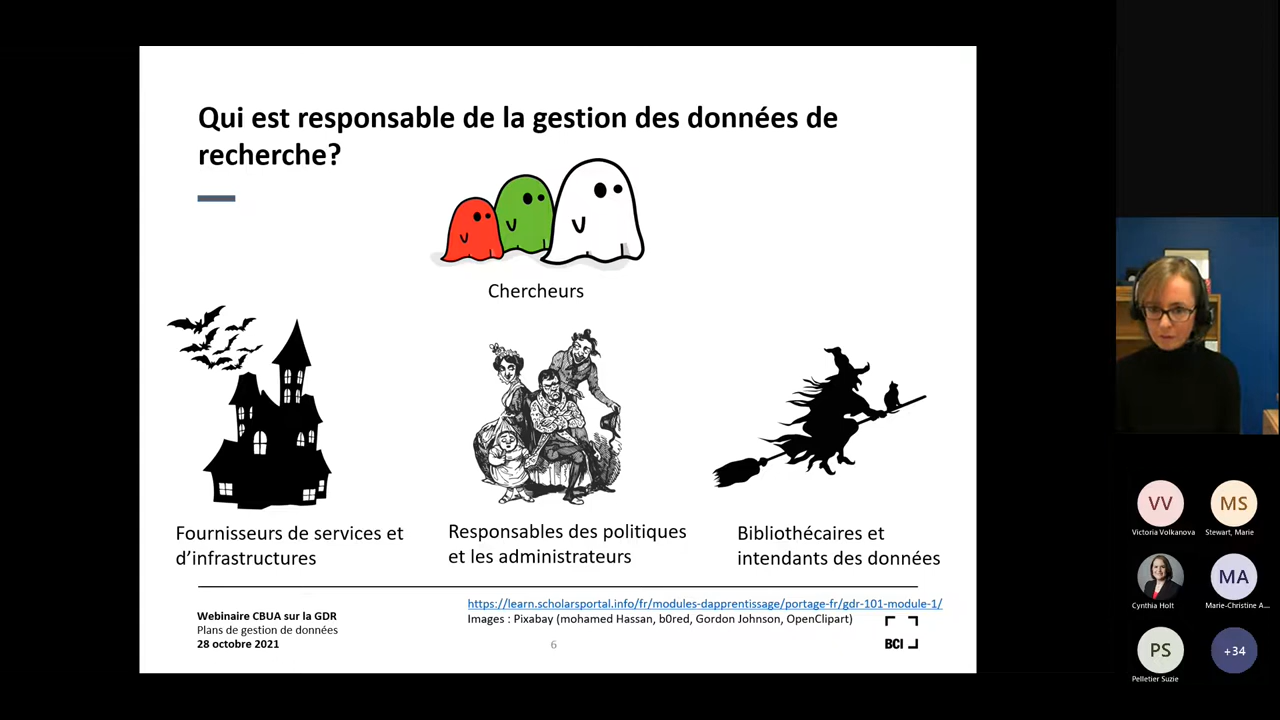 Qui est responsable de la gestion des données de
recherche?
Chercheurs
Fournisseurs de services et
d’infrastructures
Responsables des politiques
et les administrateurs
Bibliothécaires et
intendants des données
Webinaire CBUA sur la GDR
Plans de gestion de données
28 octobre 2021
https://learn.scholarsportal.info/fr/modules-dapprentissage/portage-fr/gdr-101-module-1/
Images : Pixabay (mohamed Hassan, b0red, Gordon Johnson, OpenClipart)
6
BCI
VV
Victoria Volkanova
MS
Stewart, Marie
Cynthia Holt
MA
Marie-Christine A...
PS
Pelletier Suzie
+34